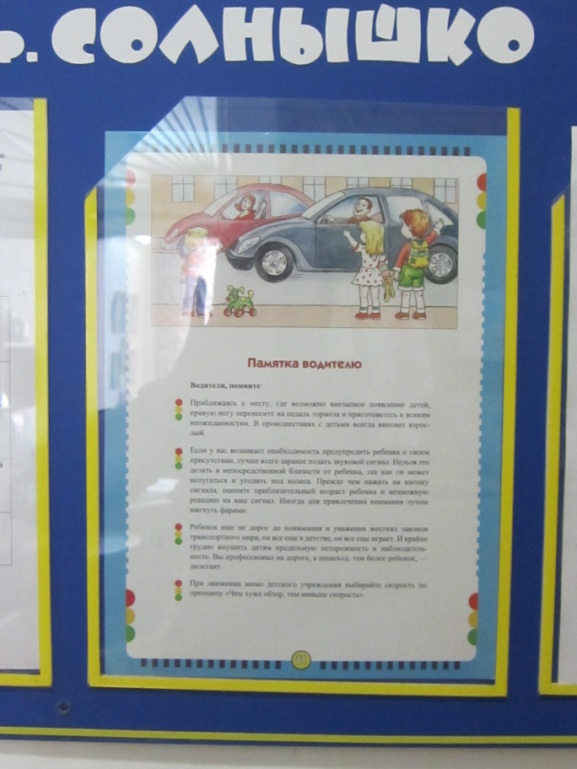 р. СОЛНЫШКО
Памятка водителю
Водители, помните:
Приближаясь к месту, где возможно внезапное появление детей,
правую ногу перенесите на педаль тормоза и приготовьтесь к всяким
неожиданностям. В происшествиях с детьми всегда виноват взрос-
лый.
Если у вас возникает необходимость предупредить ребенка о своем
присутствии, лучше всего заранее подать звуковой сигнал. Нельзя это
делать в непосредственной близости от ребенка, так как он может
испугаться и угодить под колеса. Прежде чем нажать на кнопку
сигнала, оцените приблизительный возраст ребенка и возможную
реакцию на ваш сигнал. Иногда для привлечения внимания лучше
мигнуть фарами.
Ребенок еще не дорос до понимания и уважения жестких законов
транспортного мира, он все еще в детстве, он все еще играет. И крайне
трудно внушить детям предельную осторожность и наблюдатель-
ность. Вы профессионал на дороге, а пешеход, тем более ребенок, —
дилетант.
При движении мимо детского учреждения выбирайте скорость по
принципу «Чем хуже обзор, тем меньше скорость».
11